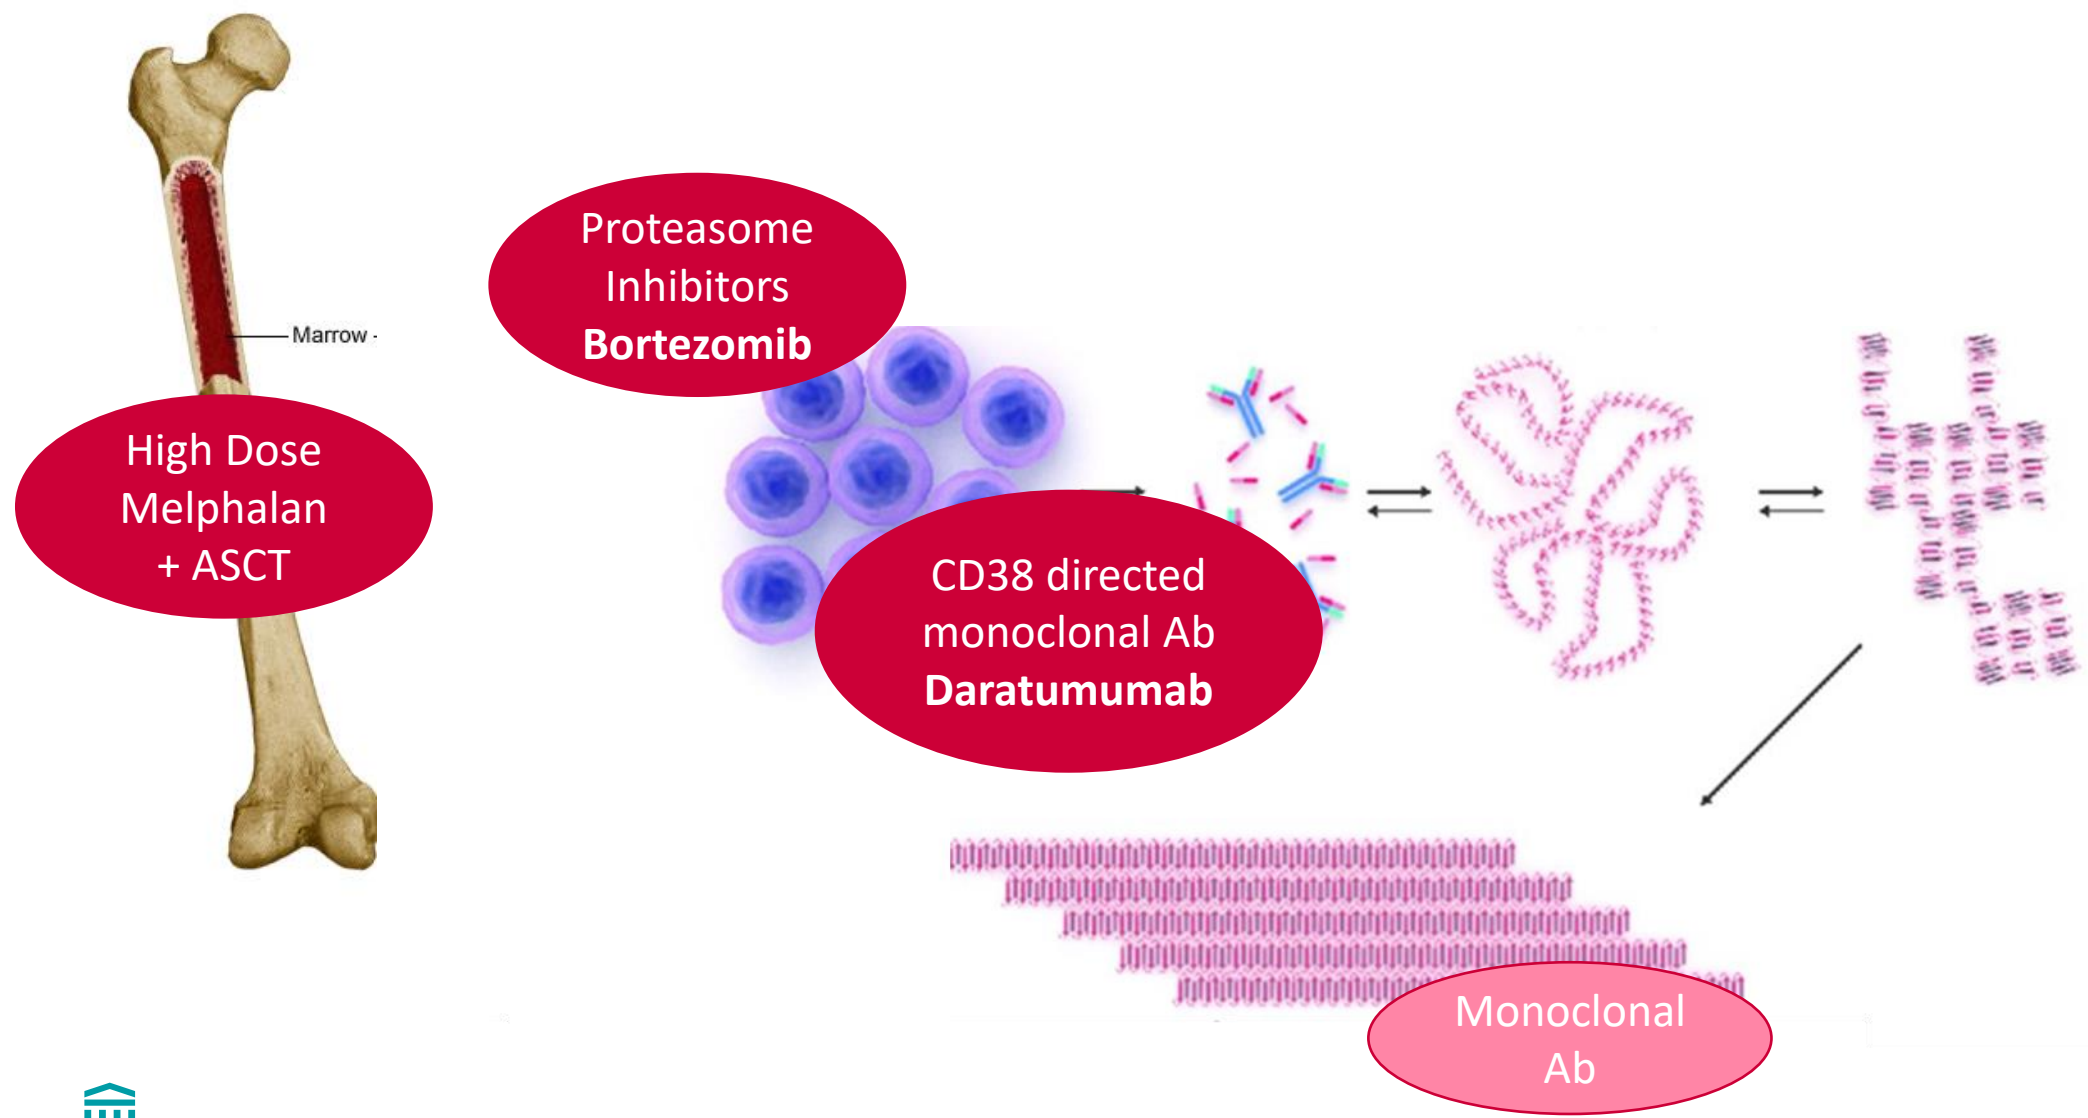 Proteasome
Inhibitors
Bortezomib
Marrow -
High Dose
Melphalan
+ ASCT
CD38 directed
monoclonal Ab
Daratumumab
Monoclonal
Ab